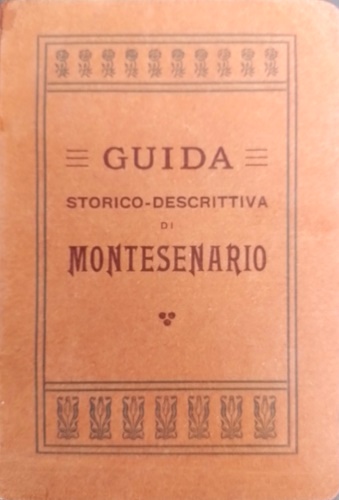 GUIDA
STORICO-DESCRITTIVA
DI
MONTESENARIO